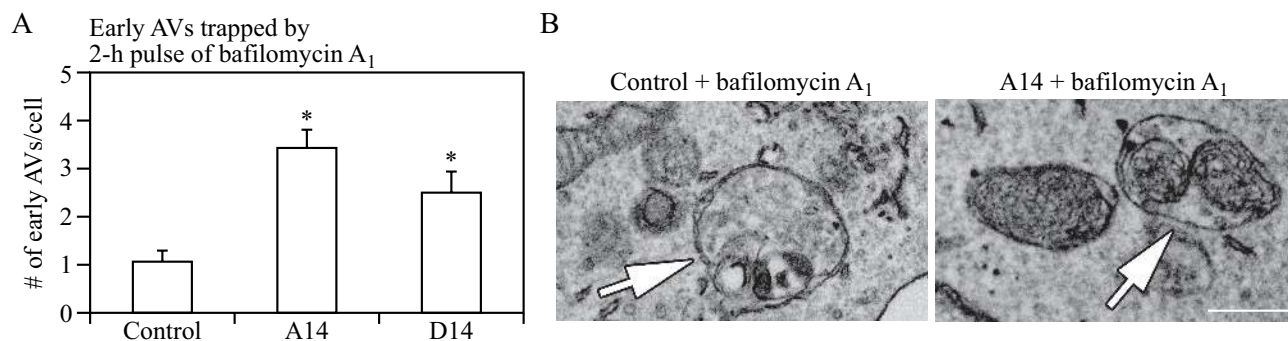 A
Early AVs trapped by
2-h pulse of bafilomycin A₁
# of early AVs/cell
5
4
3
2
1
0
*
*
Control
A14
D14
B
Control + bafilomycin A₁
A14 + bafilomycin A₁